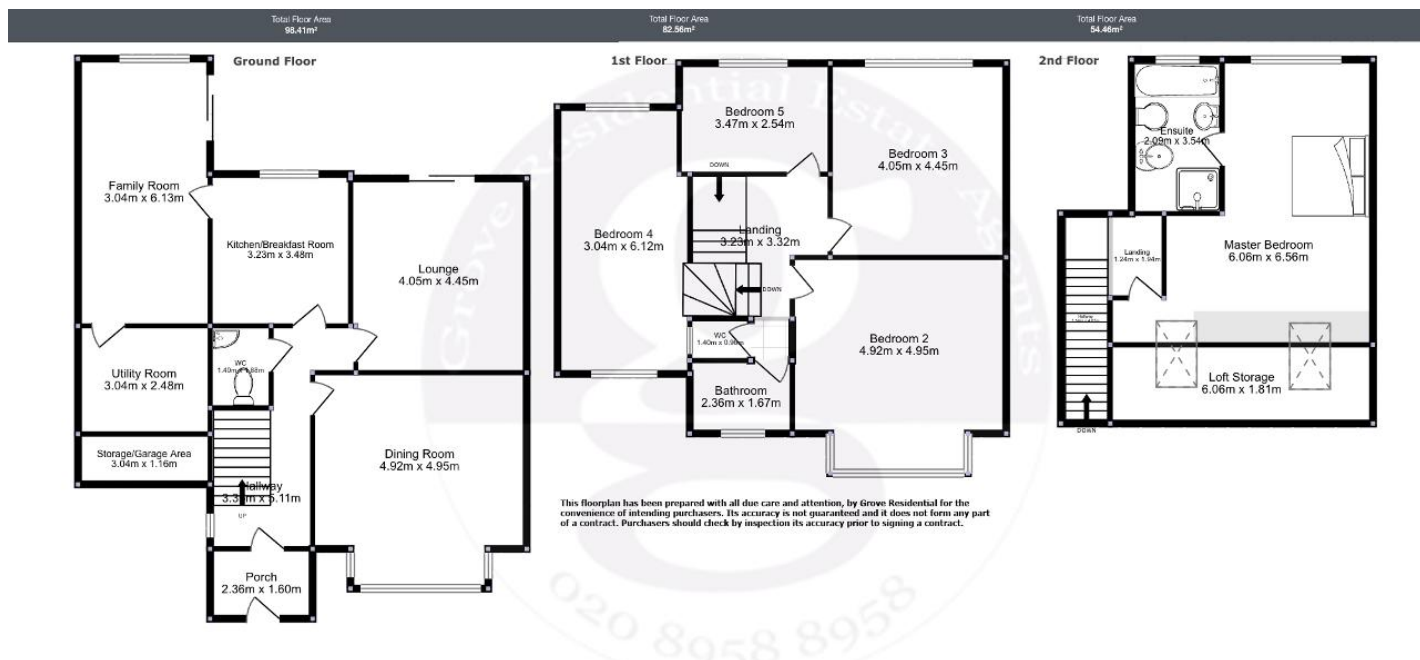 Total Floor Area
98.41m²
Total Floor Area
82.56m²
Total Floor Area
54.46m²
Ground Floor
Family Room
3.04m x 6.13m
Kitchen/Breakfast Room
3.23m x 3.48m
Lounge
4.05m x 4.45m
WC
Utility Room
3.04m x 2.48m
Storage/Garage Area
3.04m x 1.16m
Dining Room
4.92m x 4.95m
Hallway
UP
Porch
2.36m x 1.60m
1st Floor
Bedroom 5
3.47m x 2.54m
DOWN
Bedroom 3
4.05m x 4.45m
Bedroom 4
3.04m x 6.12m
Landing
3.23m x 3.32m
DOWN
WC
Bedroom 2
4.92m x 4.95m
Bathroom
2.36m x 1.67m
2nd Floor
Ensuite
2.09m x 3.54m
Landing
1.24m x 1.94m
Master Bedroom
6.06m x 6.56m
Loft Storage
6.06m x 1.81m
DOWN
This floorplan has been prepared with all due care and attention, by Grove Residential for the
convenience of intending purchasers. Its accuracy is not guaranteed and it does not form any part
of a contract. Purchasers should check by inspection its accuracy prior to signing a contract.
Grove Residential Estate Agents
020 8958 8958